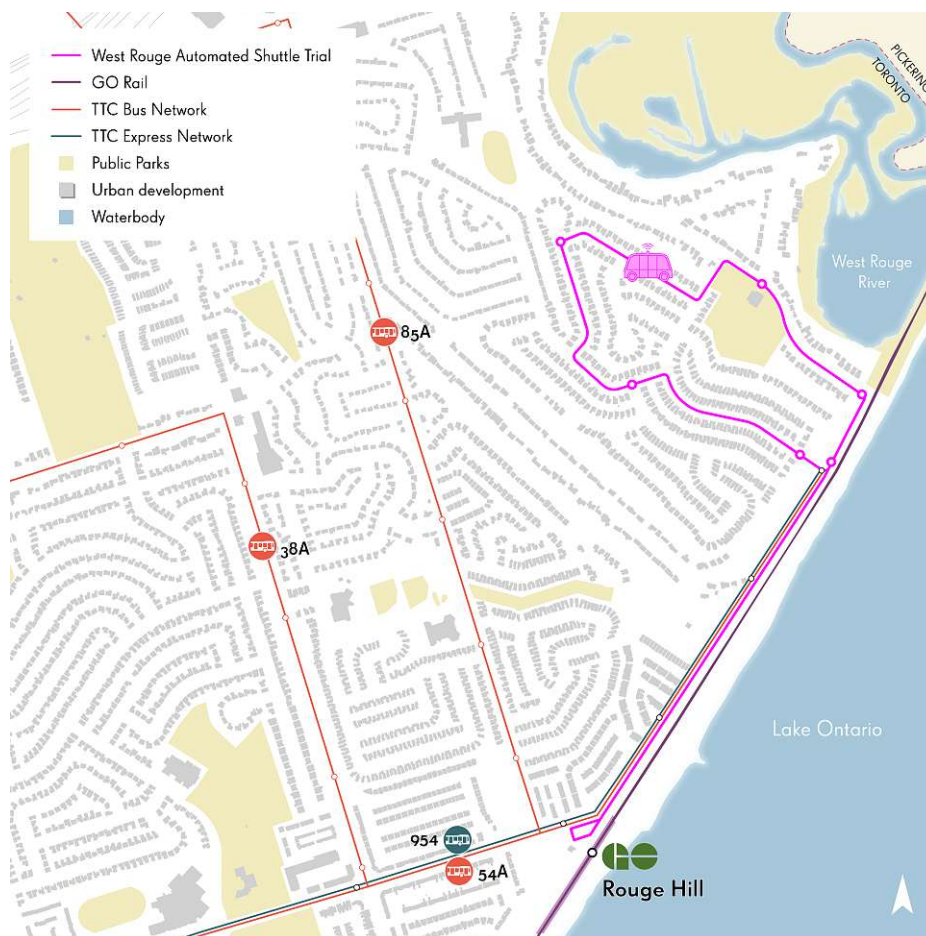 West Rouge Automated Shuttle Trial
GO Rail
TTC Bus Network
TTC Express Network
Public Parks
Urban development
Waterbody
PICKERING
TORONTO
West Rouge
River
85A
38A
Lake Ontario
954
54A
GO
Rouge Hill